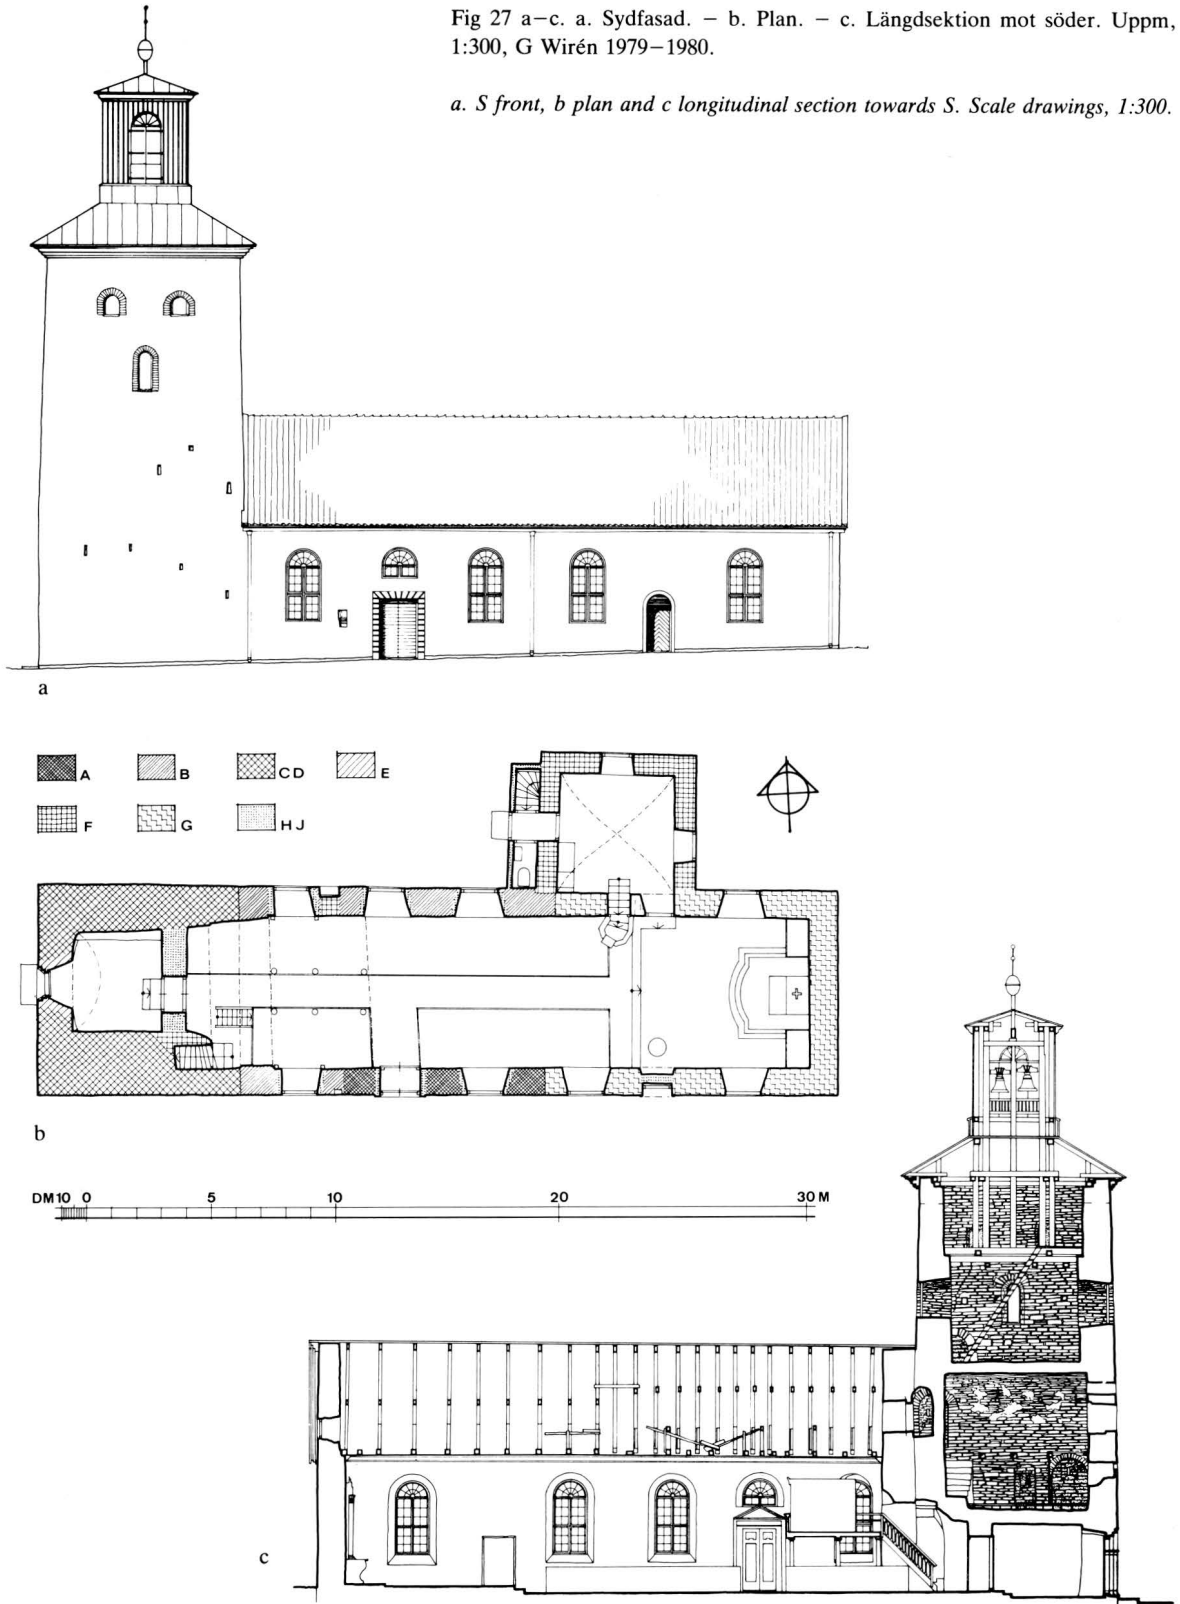 Fig 27 a–c. a. Sydfasad. – b. Plan. – c. Längdsektion mot söder. Uppm,
1:300, G Wirén 1979–1980.
a. S front, b plan and c longitudinal section towards S. Scale drawings, 1:300.
a
A B CD E
F G HJ
b
DM10 0 5 10 20 30 M
c